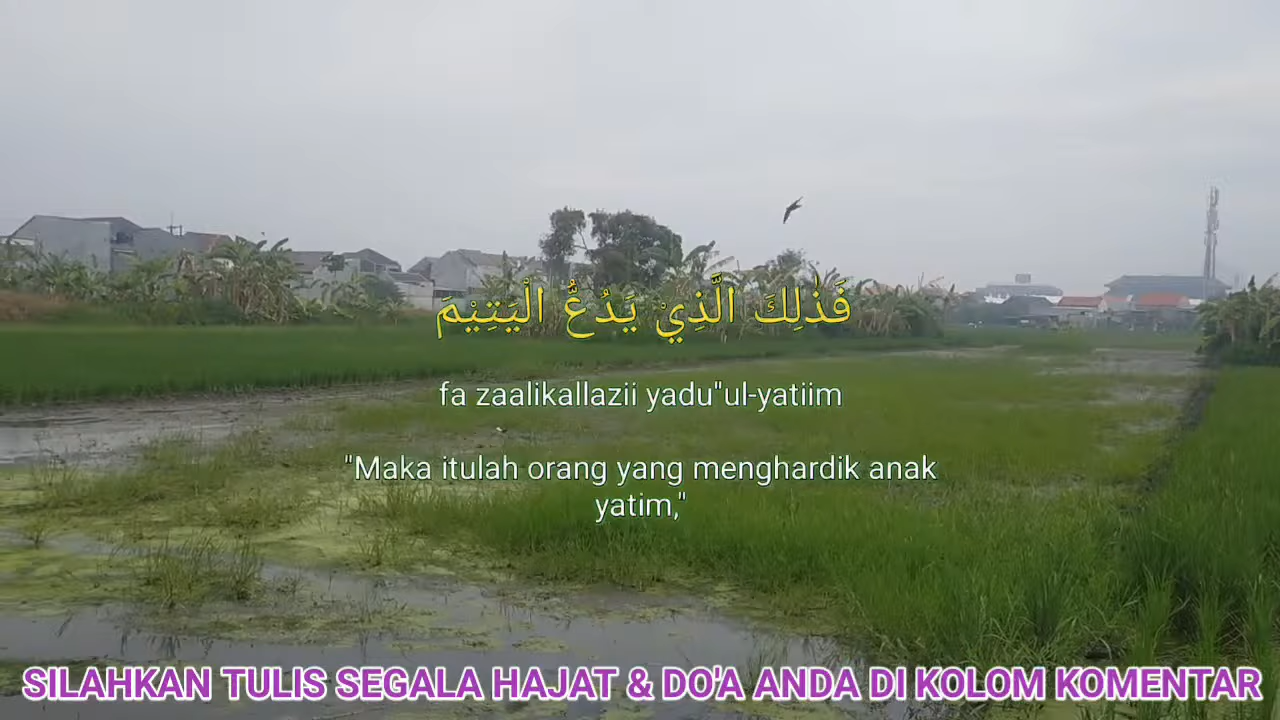 فَذٰلِكَ الَّذِيْ يَدُعُّ الْيَتِيْمَ
fa zaalikallazii yadu"ul-yatiim
"Maka itulah orang yang menghardik anak
yatim,"
SILAHKAN TULIS SEGALA HAJAT & DO'A ANDA DI KOLOM KOMENTAR